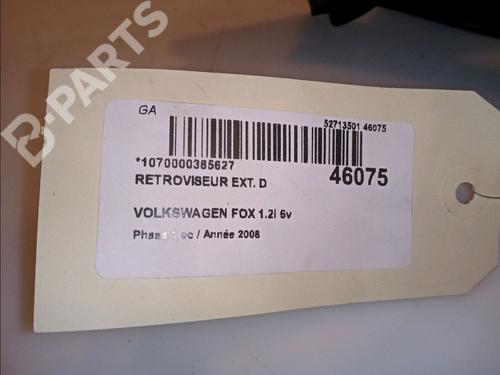 B-PARTS
GA
52713501 46075
*1070000385627
46075
RETROVISEUR EXT. D
VOLKSWAGEN FOX 1.2i 6v
/ Année 2008